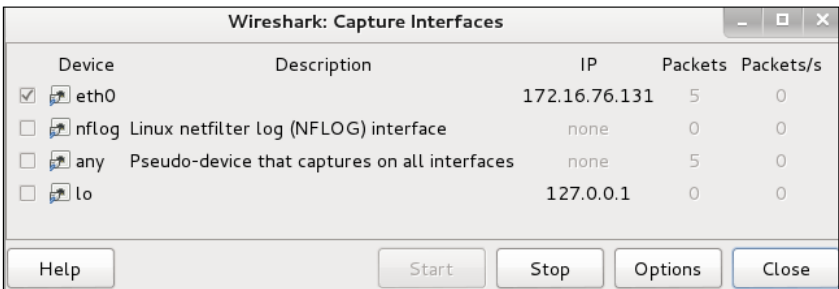 Wireshark: Capture Interfaces
Device Description IP Packets Packets/s
eth0 172.16.76.131 5 0
nflog Linux netfilter log (NFLOG) interface none 0 0
any Pseudo-device that captures on all interfaces none 5 0
lo 127.0.0.1 0 0
Help Start Stop Options Close